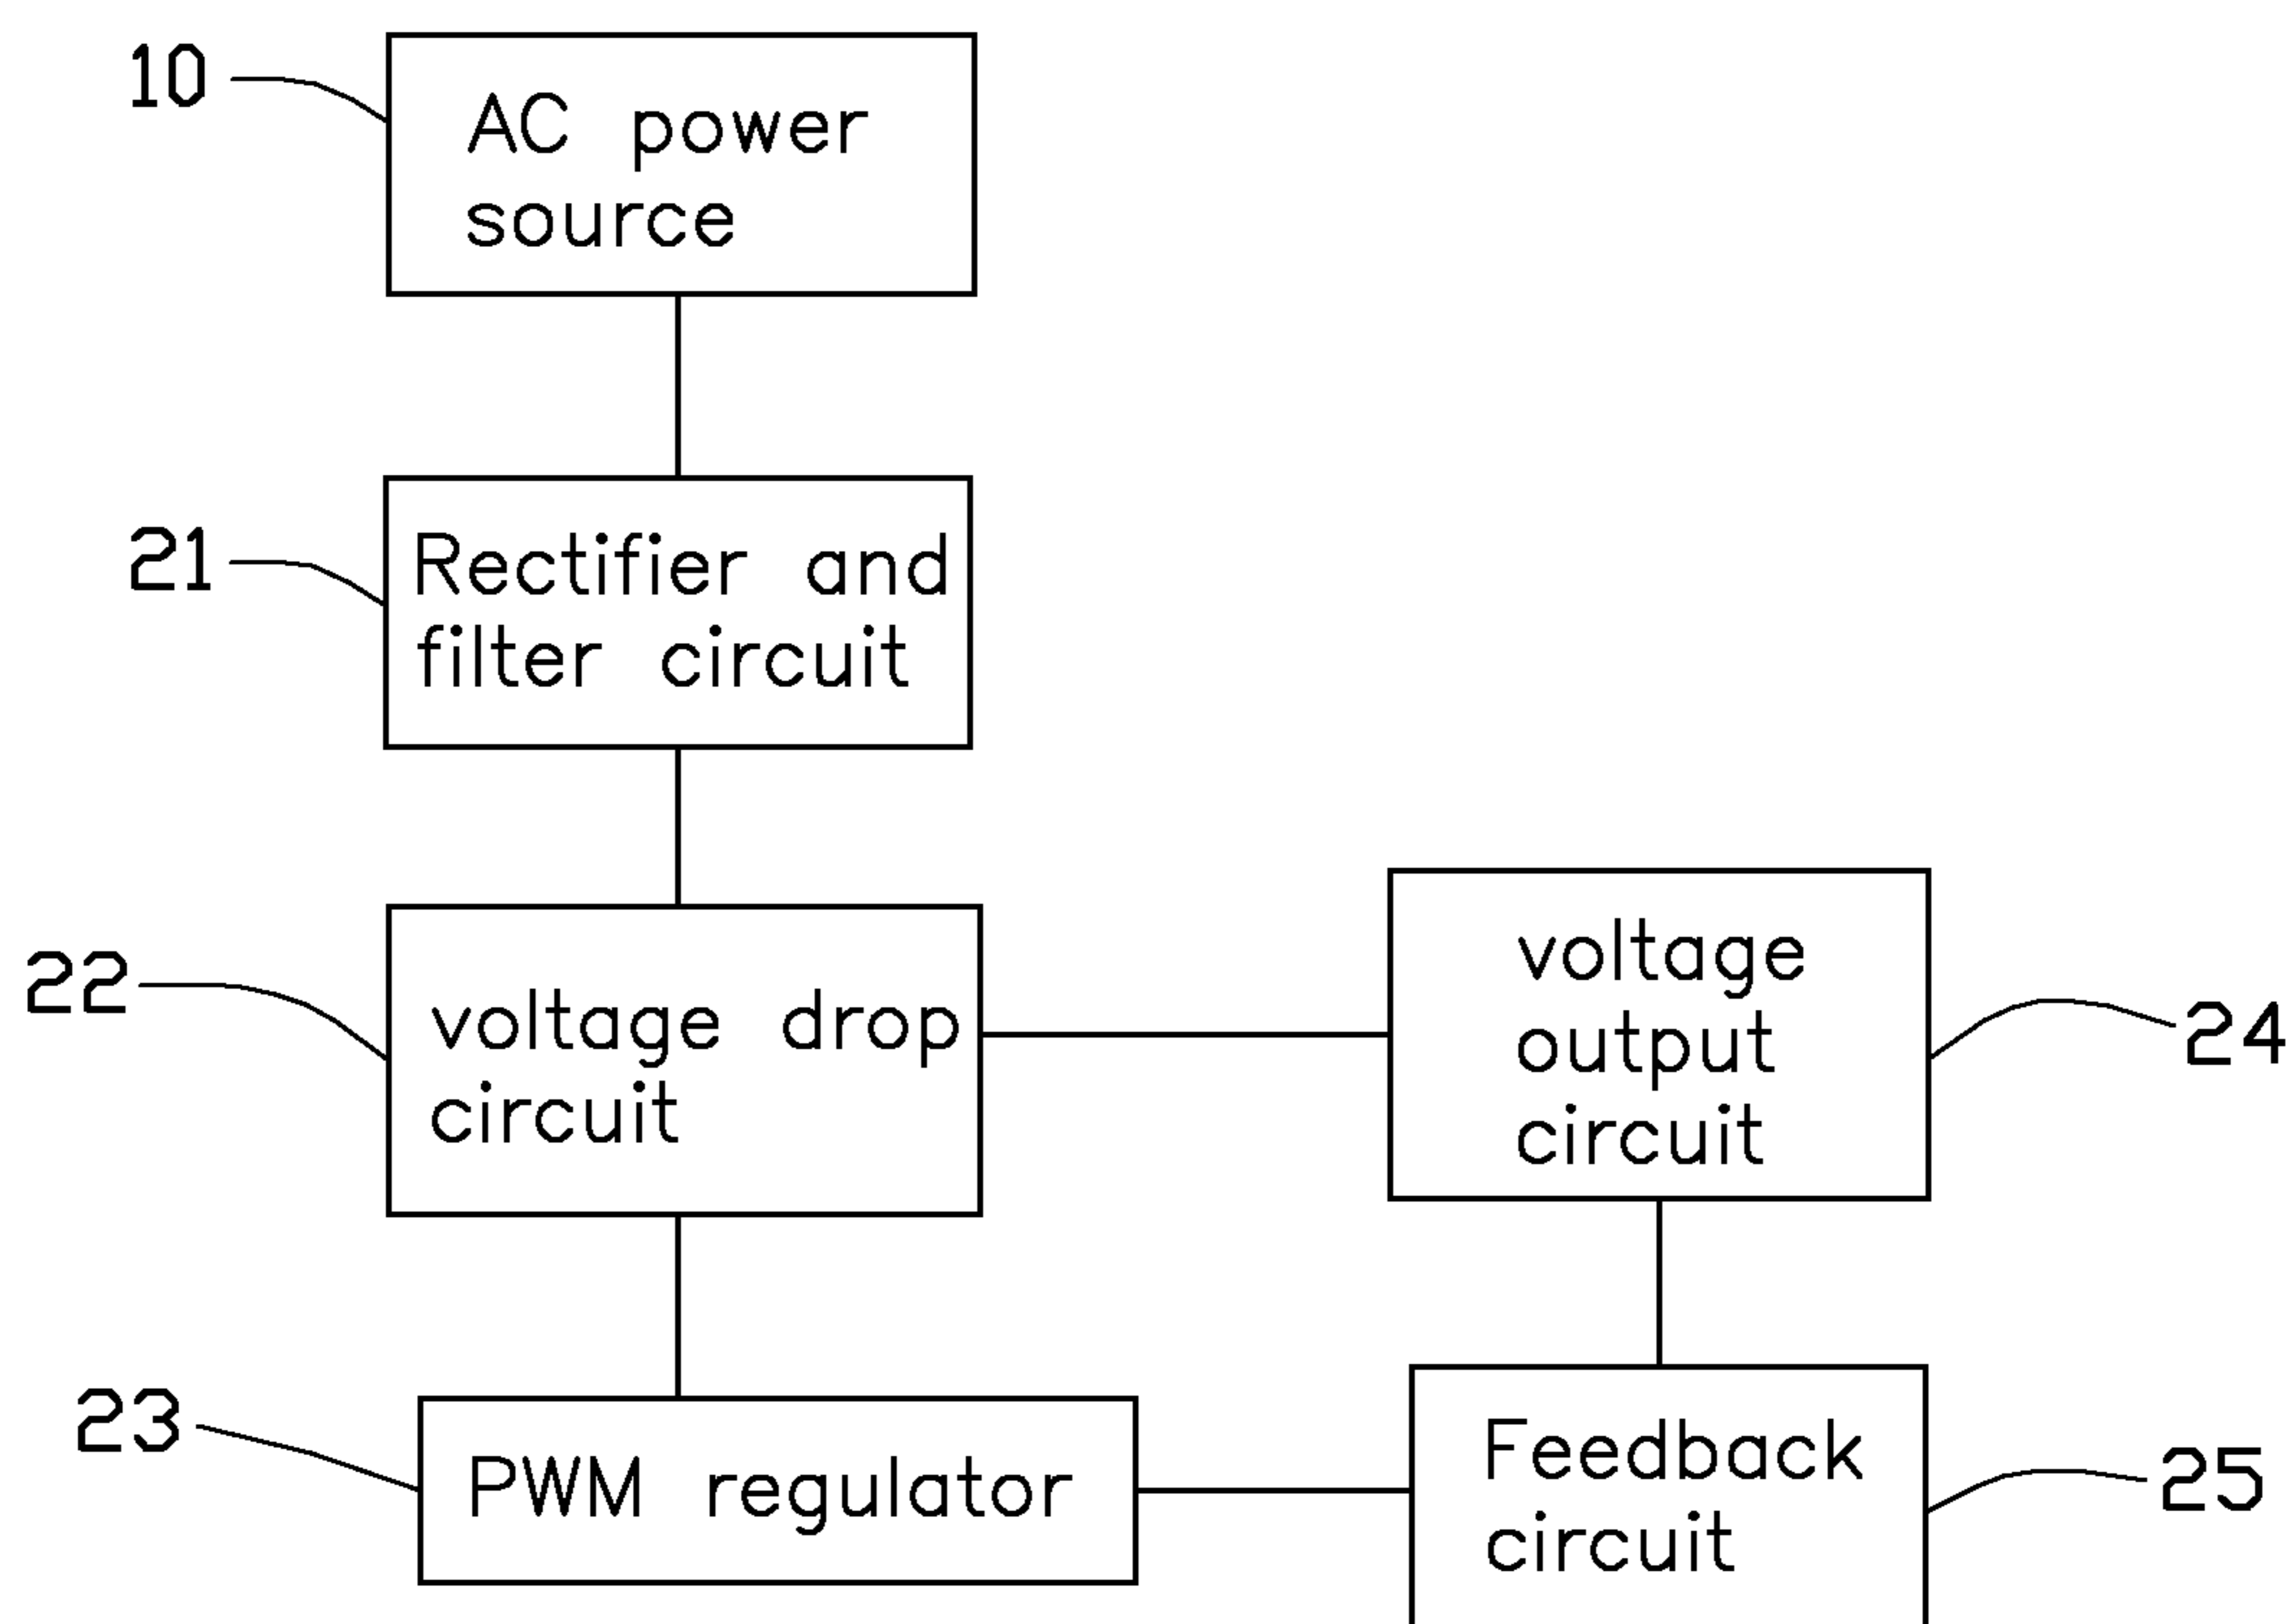 10
AC power
source
21
Rectifier and
filter circuit
22
voltage drop
circuit
voltage
output
circuit
24
23
PWM regulator
Feedback
circuit
25